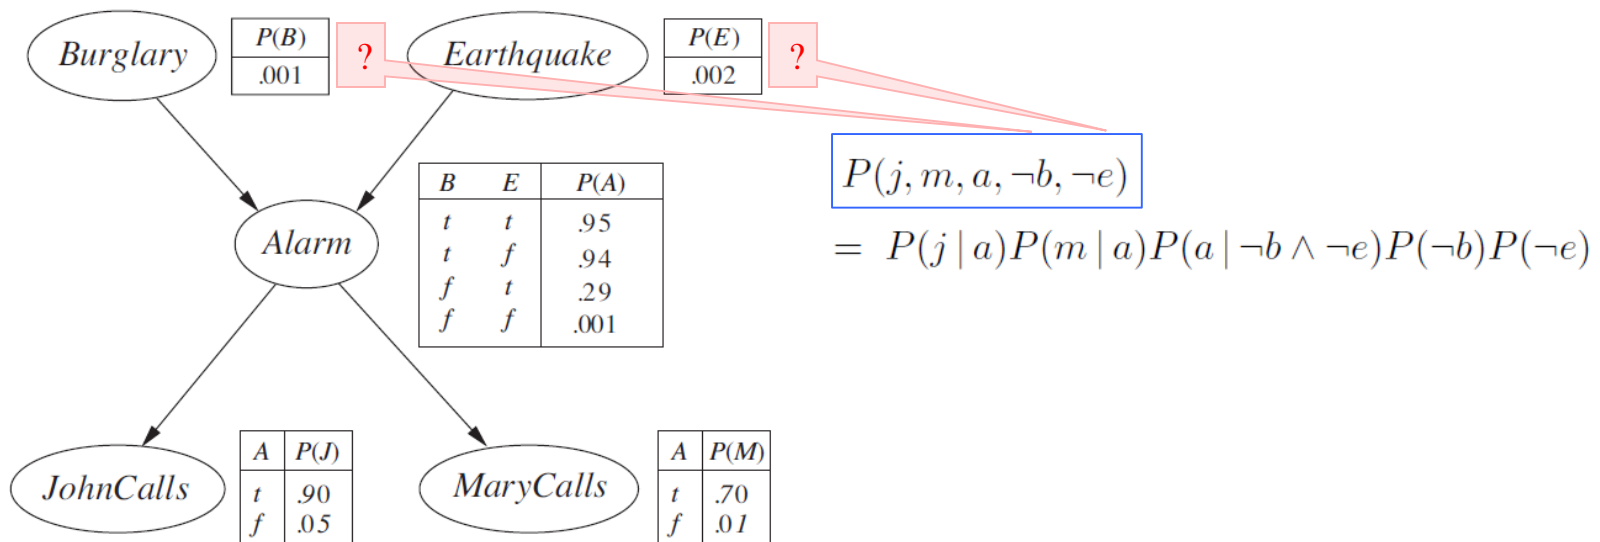 Burglary
P(B)
.001
?
Earthquake
P(E)
.002
?
P(j, m, a, ¬b, ¬e)
= P(j | a)P(m | a)P(a | ¬b ∧ ¬e)P(¬b)P(¬e)
Alarm
B E P(A)
t t .95
t f .94
f t .29
f f .001
JohnCalls
A P(J)
t .90
f .05
MaryCalls
A P(M)
t .70
f .01